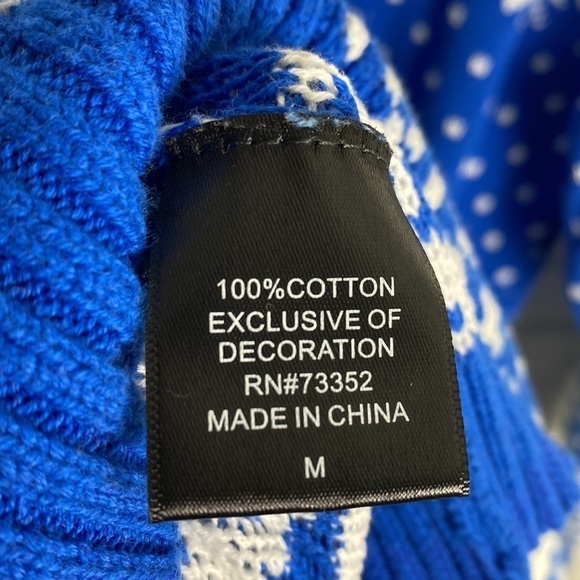 100%COTTON
EXCLUSIVE OF
DECORATION
RN#73352
MADE IN CHINA
M